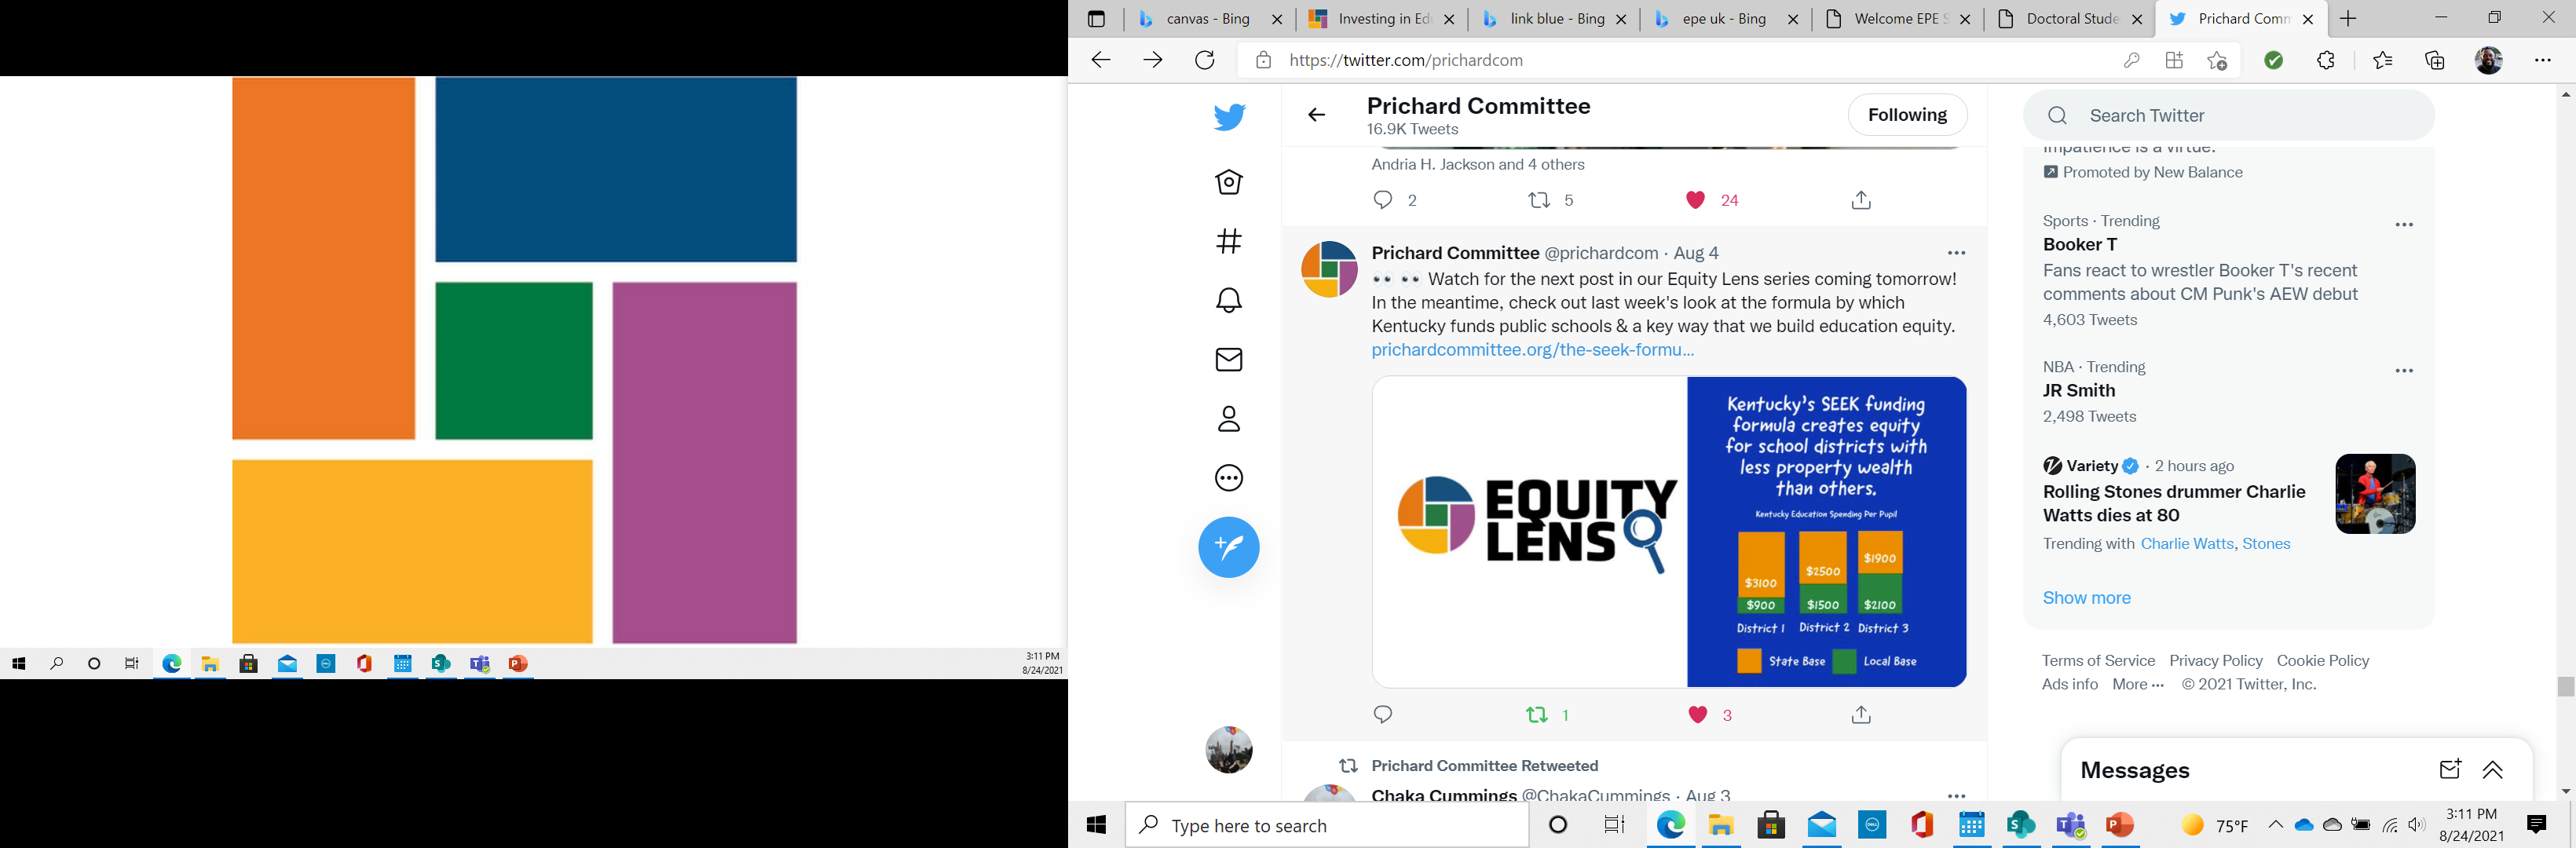 3:11 PM
8/24/2021
canvas - Bing
Investing in Edu
link blue - Bing
epe uk - Bing
Welcome EPE S
Doctoral Stude
Prichard Comm
https://twitter.com/prichardcom
Prichard Committee
16.9K Tweets
Following
Search Twitter
Andria H. Jackson and 4 others
2
5
24
Prichard Committee @prichardcom · Aug 4
👀 👀 Watch for the next post in our Equity Lens series coming tomorrow!
In the meantime, check out last week's look at the formula by which
Kentucky funds public schools & a key way that we build education equity.
prichardcommittee.org/the-seek-formu...
EQUITY
LENS
Kentucky's SEEK funding
formula creates equity
for school districts with
less property wealth
than others.
Kentucky Education Spending Per Pupil
$3100
$900
$2500
$1500
$1900
$2100
District 1
District 2
District 3
State Base
Local Base
1
3
Prichard Committee Retweeted
Chaka Cummings @ChakaCummings · Aug 3
Impatience is a virtue.
Promoted by New Balance
Sports · Trending
Booker T
Fans react to wrestler Booker T's recent
comments about CM Punk's AEW debut
4,603 Tweets
NBA · Trending
JR Smith
2,498 Tweets
Variety · 2 hours ago
Rolling Stones drummer Charlie
Watts dies at 80
Trending with Charlie Watts, Stones
Show more
Terms of Service Privacy Policy Cookie Policy
Ads info More ··· © 2021 Twitter, Inc.
Messages
Type here to search
75°F
3:11 PM
8/24/2021